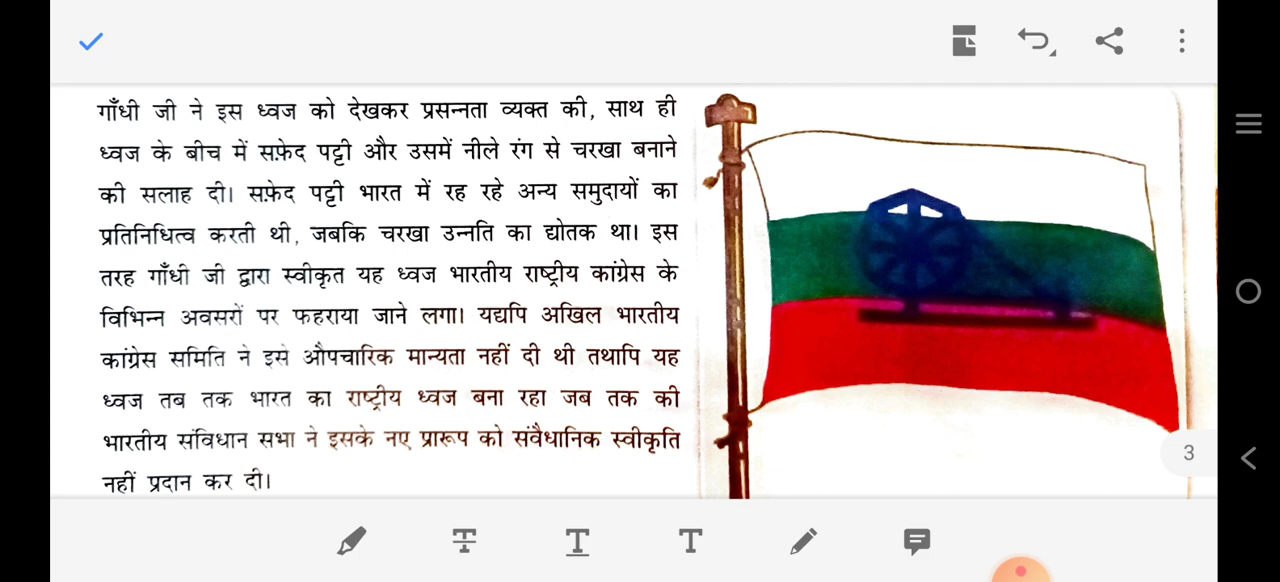 गाँधी जी ने इस ध्वज को देखकर प्रसन्नता व्यक्त की, साथ ही
ध्वज के बीच में सफ़ेद पट्टी और उसमें नीले रंग से चरखा बनाने
की सलाह दी। सफ़ेद पट्टी भारत में रह रहे अन्य समुदायों का
प्रतिनिधित्व करती थी, जबकि चरखा उन्नति का द्योतक था। इस
तरह गाँधी जी द्वारा स्वीकृत यह ध्वज भारतीय राष्ट्रीय कांग्रेस के
विभिन्न अवसरों पर फहराया जाने लगा। यद्यपि अखिल भारतीय
कांग्रेस समिति ने इसे औपचारिक मान्यता नहीं दी थी तथापि यह
ध्वज तब तक भारत का राष्ट्रीय ध्वज बना रहा जब तक की
भारतीय संविधान सभा ने इसके नए प्रारूप को संवैधानिक स्वीकृति
नहीं प्रदान कर दी।
3
T
T
T